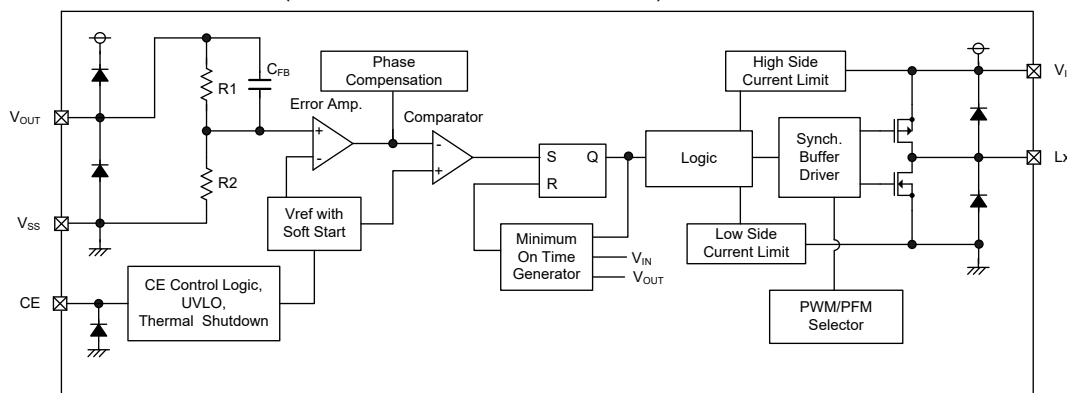 High Side
Current Limit
Phase
Compensation
CFB
R1
VOUT
Error Amp.
Comparator
+
-
-
+
S
Q
R
Logic
Synch.
Buffer
Driver
Lx
R2
VSS
Vref with
Soft Start
Minimum
On Time
Generator
VIN
VOUT
Low Side
Current Limit
CE
CE Control Logic,
UVLO,
Thermal Shutdown
PWM/PFM
Selector